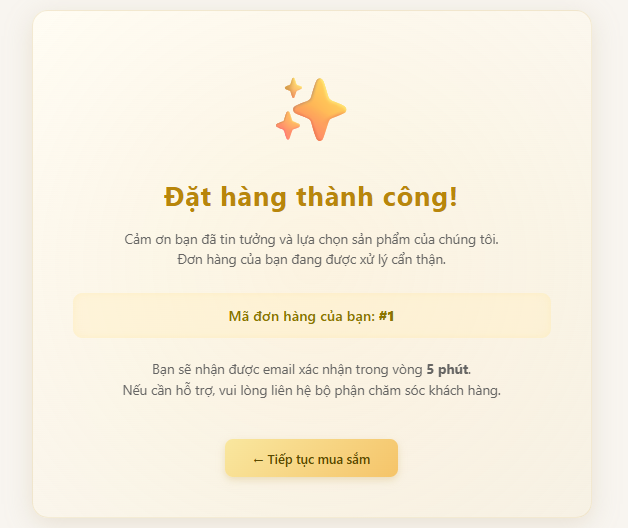 Đặt hàng thành công!
Cảm ơn bạn đã tin tưởng và lựa chọn sản phẩm của chúng tôi.
Đơn hàng của bạn đang được xử lý cẩn thận.
Mã đơn hàng của bạn: #1
Bạn sẽ nhận được email xác nhận trong vòng 5 phút.
Nếu cần hỗ trợ, vui lòng liên hệ bộ phận chăm sóc khách hàng.
← Tiếp tục mua sắm